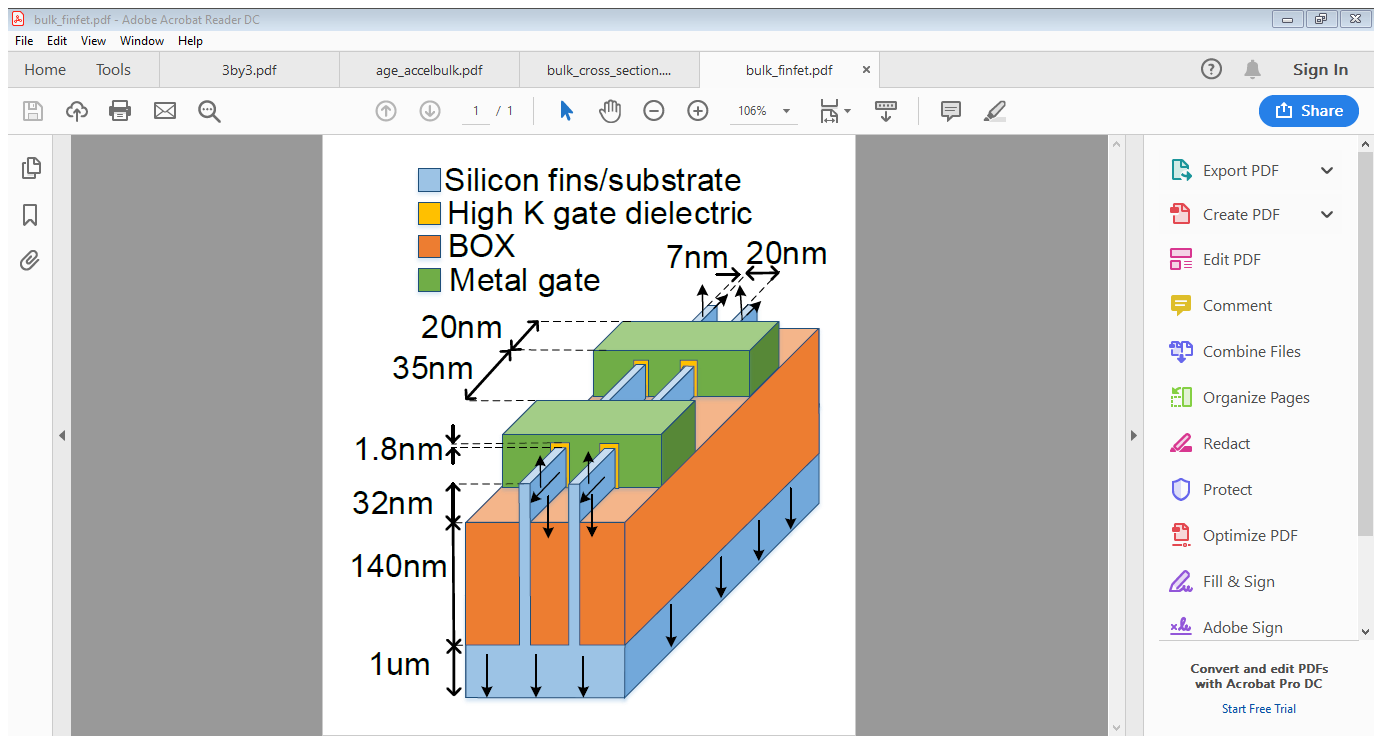 bulk_finfet.pdf - Adobe Acrobat Reader DC
File Edit View Window Help
Home Tools 3by3.pdf age_accelbulk.pdf bulk_cross_section.... bulk_finfet.pdf × Sign In
1 / 1 106% Share
Silicon fins/substrate
High K gate dielectric
BOX
Metal gate
7nm 20nm
20nm
35nm
1.8nm
32nm
140nm
1um
Export PDF
Create PDF
Edit PDF
Comment
Combine Files
Organize Pages
Redact
Protect
Optimize PDF
Fill & Sign
Adobe Sign
Convert and edit PDFs
with Acrobat Pro DC
Start Free Trial